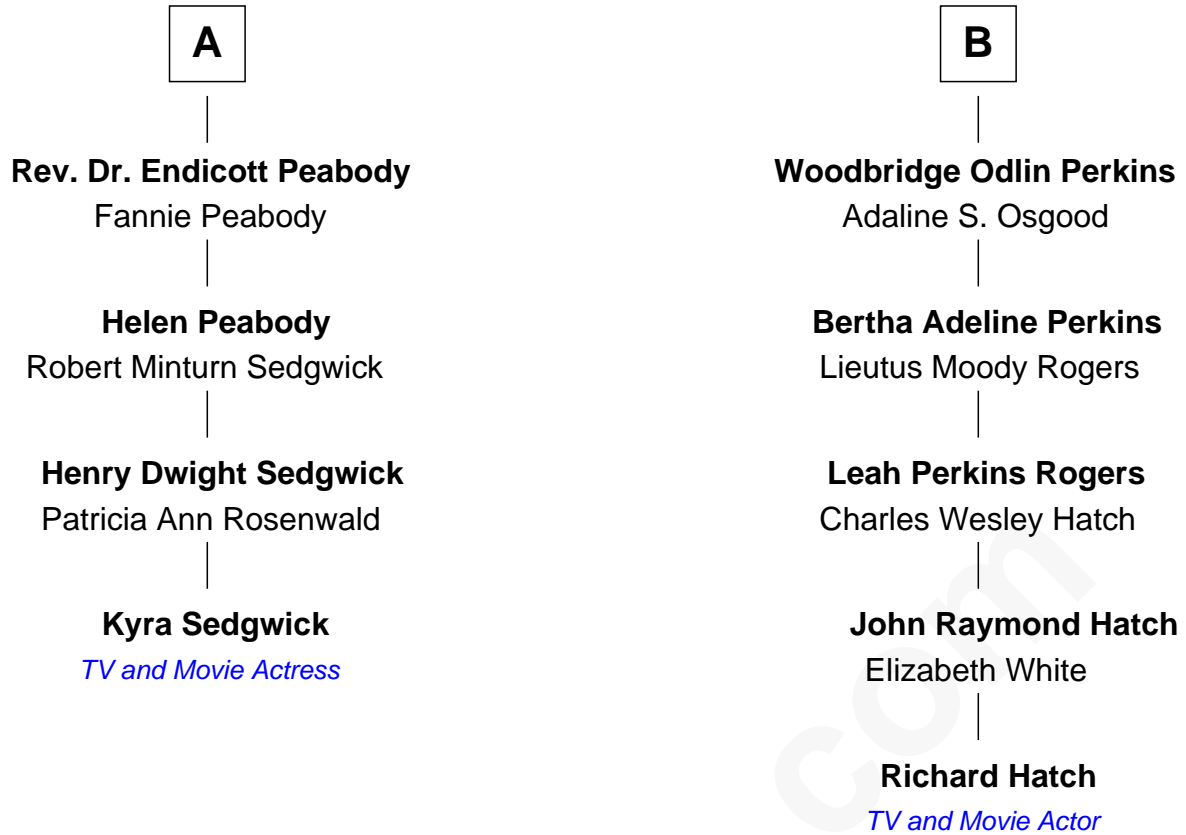 A
Rev. Dr. Endicott Peabody
Fannie Peabody
Helen Peabody
Robert Minturn Sedgwick
Henry Dwight Sedgwick
Patricia Ann Rosenwald
Kyra Sedgwick
TV and Movie Actress
B
Woodbridge Odlin Perkins
Adaline S. Osgood
Bertha Adeline Perkins
Lieutus Moody Rogers
Leah Perkins Rogers
Charles Wesley Hatch
John Raymond Hatch
Elizabeth White
Richard Hatch
TV and Movie Actor
com